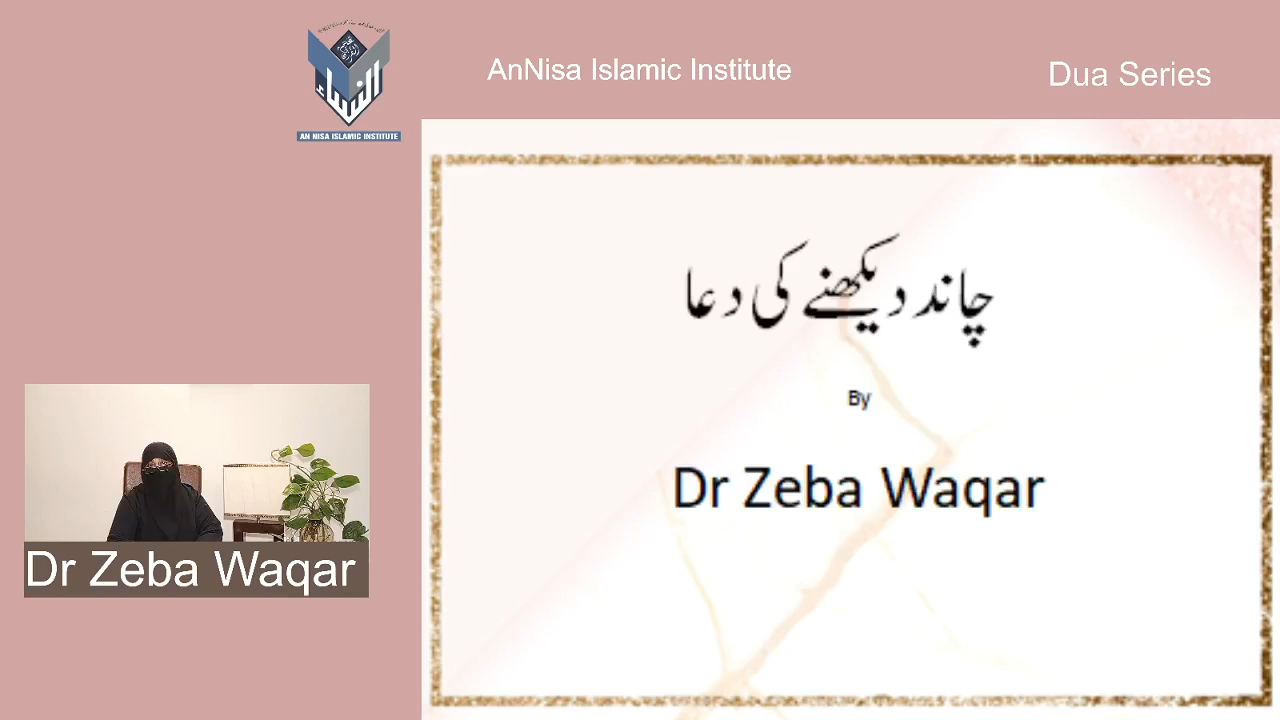 النساء
AN NISA ISLAMIC INSTITUTE
AnNisa Islamic Institute
Dua Series
چاند دیکھنے کی دعا
By
Dr Zeba Waqar
Dr Zeba Waqar